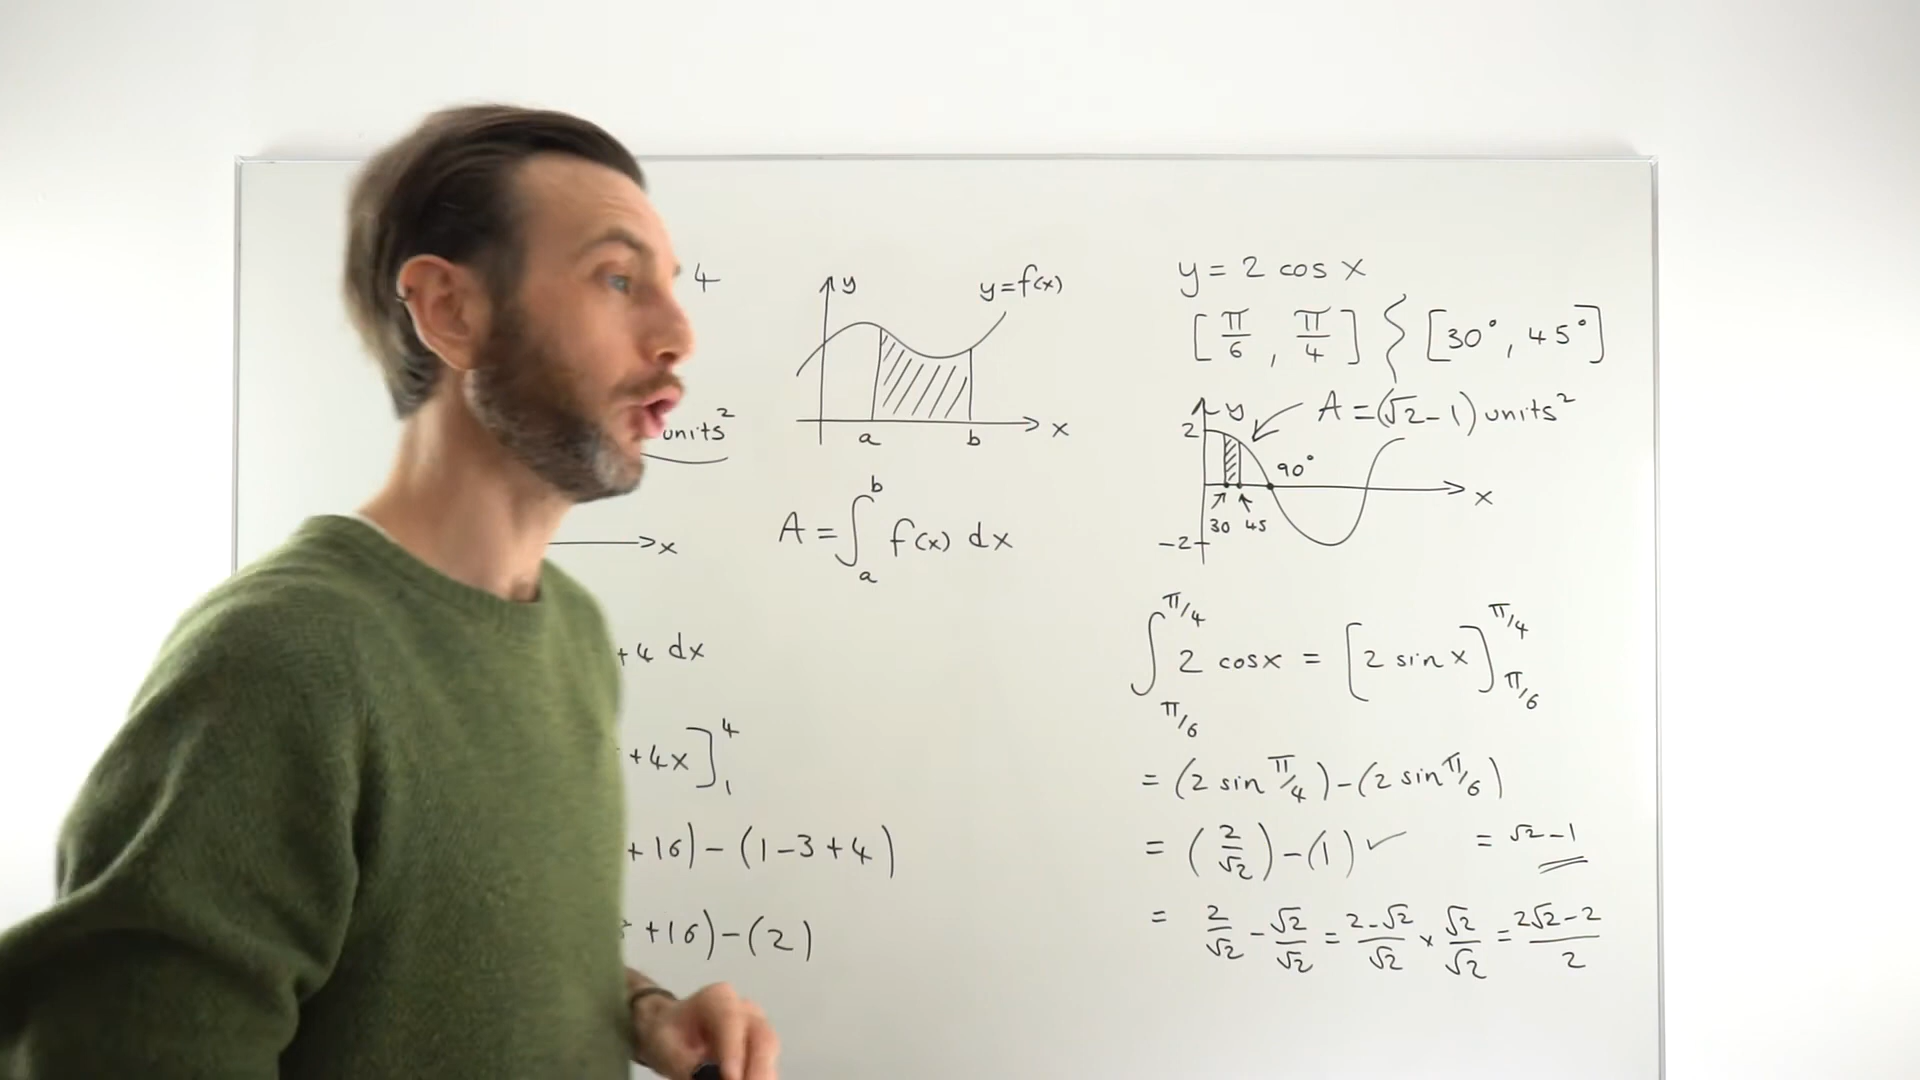 4
units²
x
+4 dx
+4x]₁⁴
+16) - (1-3+4)
+16) - (2)
y
y=f(x)
a b x
A = ∫ₐᵇ f(x) dx
y = 2 cos x
[π/6, π/4] } [30°, 45°]
y A = (√2-1) units²
2
90°
x
30 45
-2
∫_{π/6}^{π/4} 2 cosx = [2 sin x]_{π/6}^{π/4}
= (2 sin π/4) - (2 sin π/6)
= (2/√2) - (1) ✓ = √2-1
= 2/√2 - √2/√2 = 2-√2/√2 × √2/√2 = 2√2-2/2